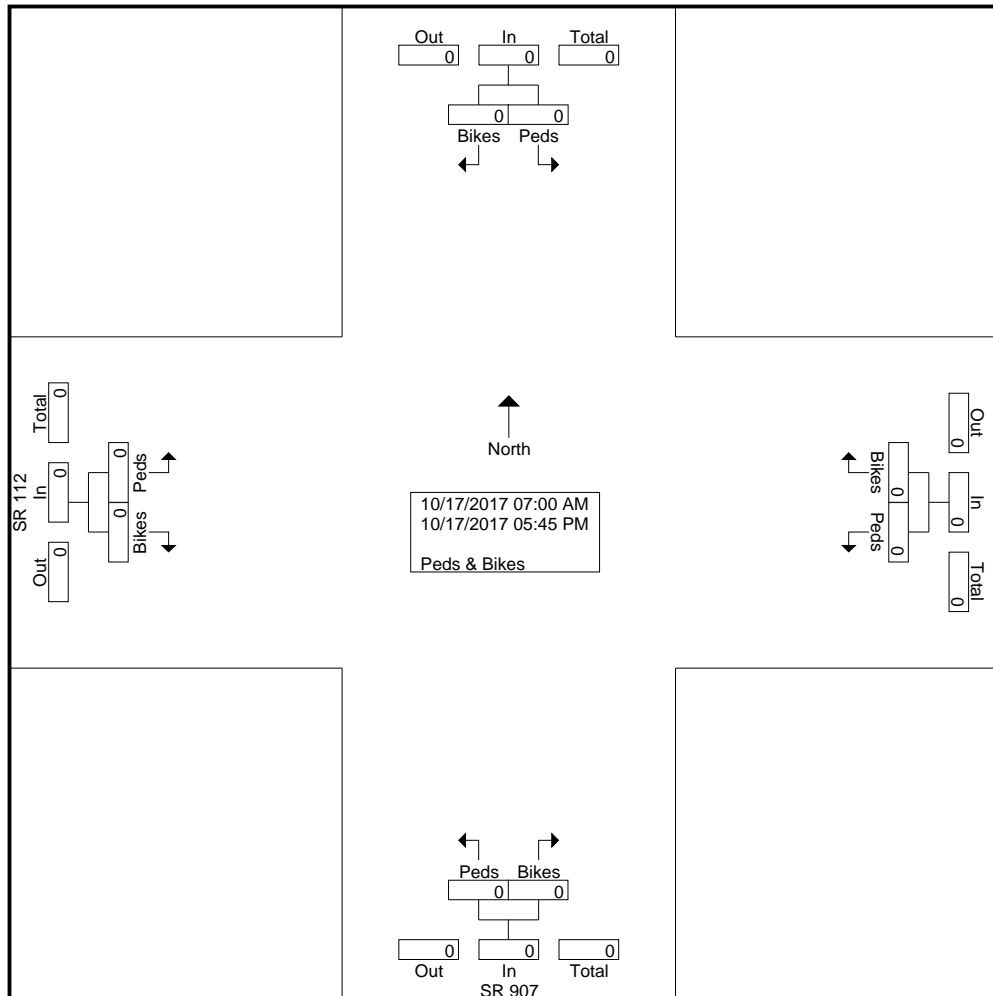 Out In Total
0 0 0
0 0
Bikes Peds
SR 112
Total In Out
0 0 0
0 0
Peds Bikes
North
10/17/2017 07:00 AM
10/17/2017 05:45 PM
Peds & Bikes
Out In Total
0 0 0
0 0
Bikes Peds
Peds Bikes
0 0
0 0 0
Out In Total
SR 907